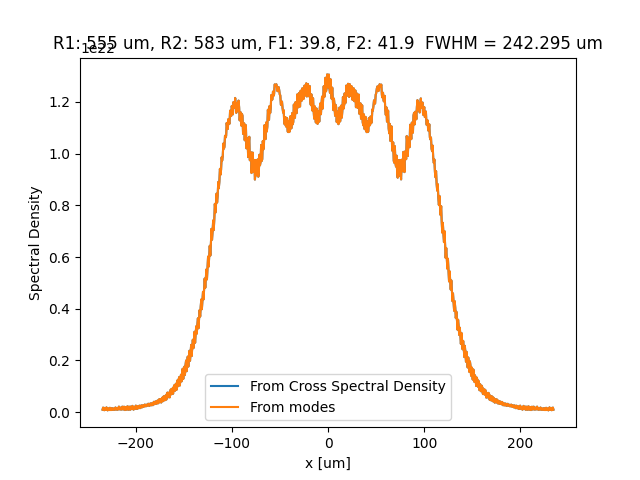 R1: 555 um, R2: 583 um, F1: 39.8, F2: 41.9  FWHM = 242.295 um
1e22
1.2
1.0
0.8
0.6
0.4
0.2
0.0
Spectral Density
From Cross Spectral Density
From modes
−200 −100 0 100 200
x [um]